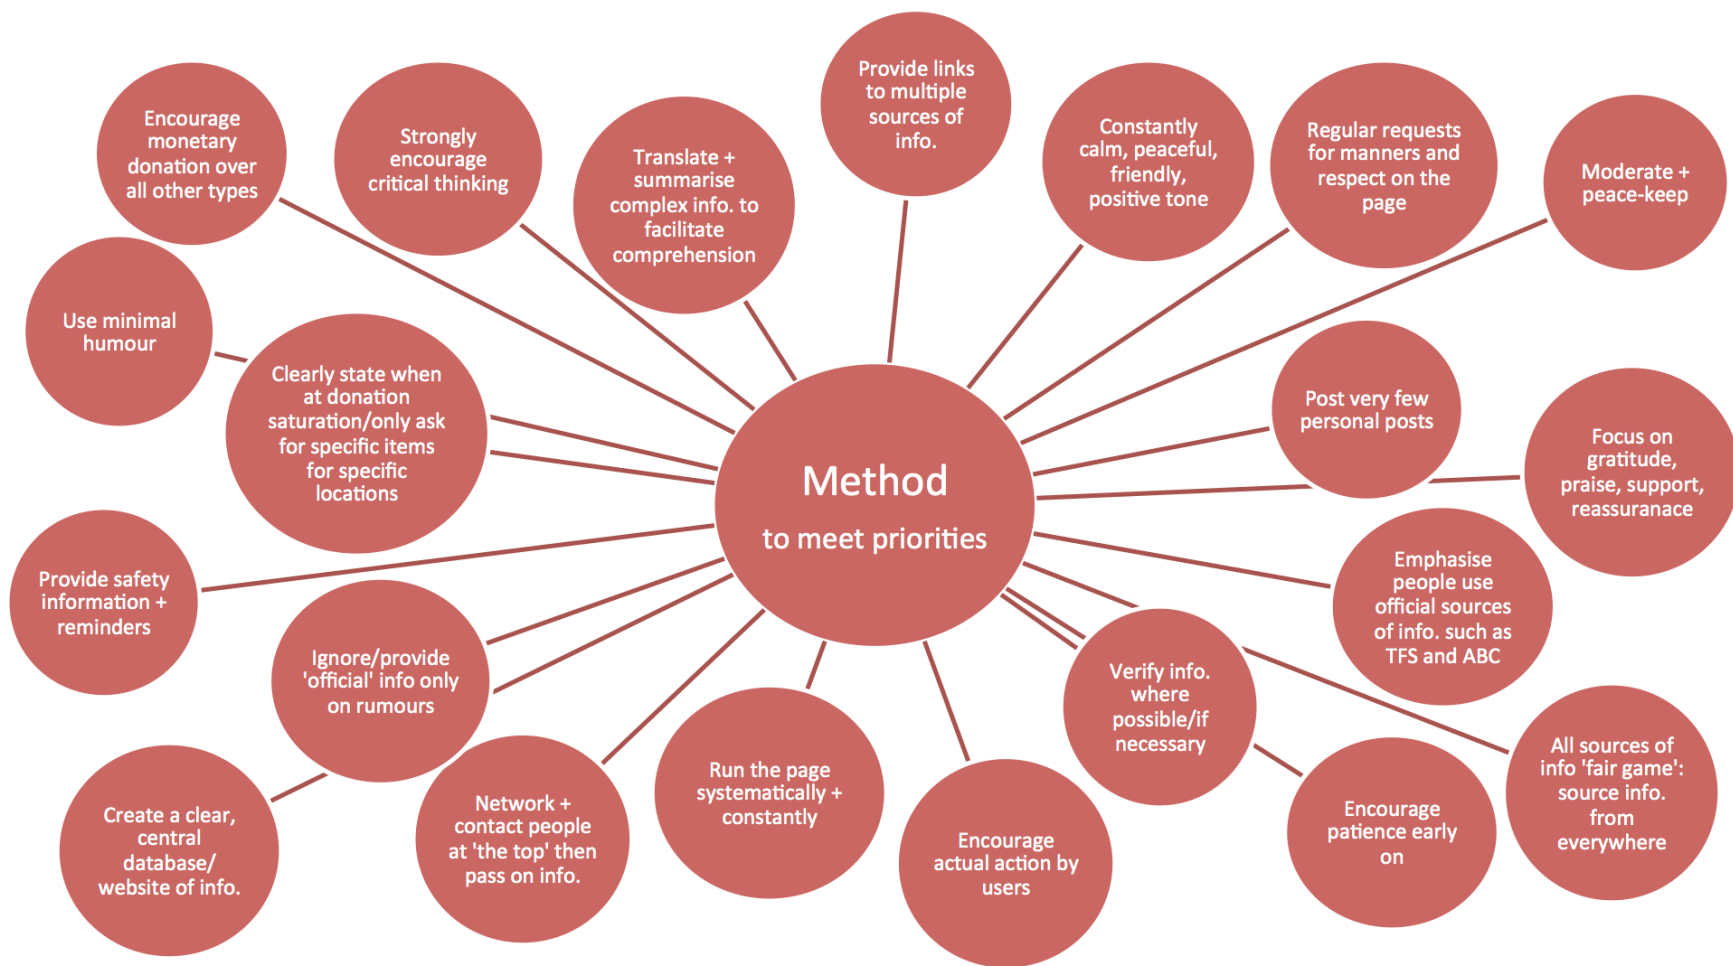 Provide links
to multiple
sources of
info.
Encourage
monetary
donation over
all other types
Strongly
encourage
critical thinking
Translate +
summarise
complex info. to
facilitate
comprehension
Constantly
calm, peaceful,
friendly,
positive tone
Regular requests
for manners and
respect on the
page
Moderate +
peace-keep
Use minimal
humour
Clearly state when
at donation
saturation/only ask
for specific items
for specific
locations
Post very few
personal posts
Focus on
gratitude,
praise, support,
reassuranace
Method
to meet priorities
Provide safety
information +
reminders
Emphasise
people use
official sources
of info. such as
TFS and ABC
Ignore/provide
'official' info only
on rumours
Verify info.
where
possible/if
necessary
Create a clear,
central
database/
website of info.
Network +
contact people
at 'the top' then
pass on info.
Run the page
systematically +
constantly
Encourage
actual action by
users
Encourage
patience early
on
All sources of
info 'fair game':
source info.
from
everywhere